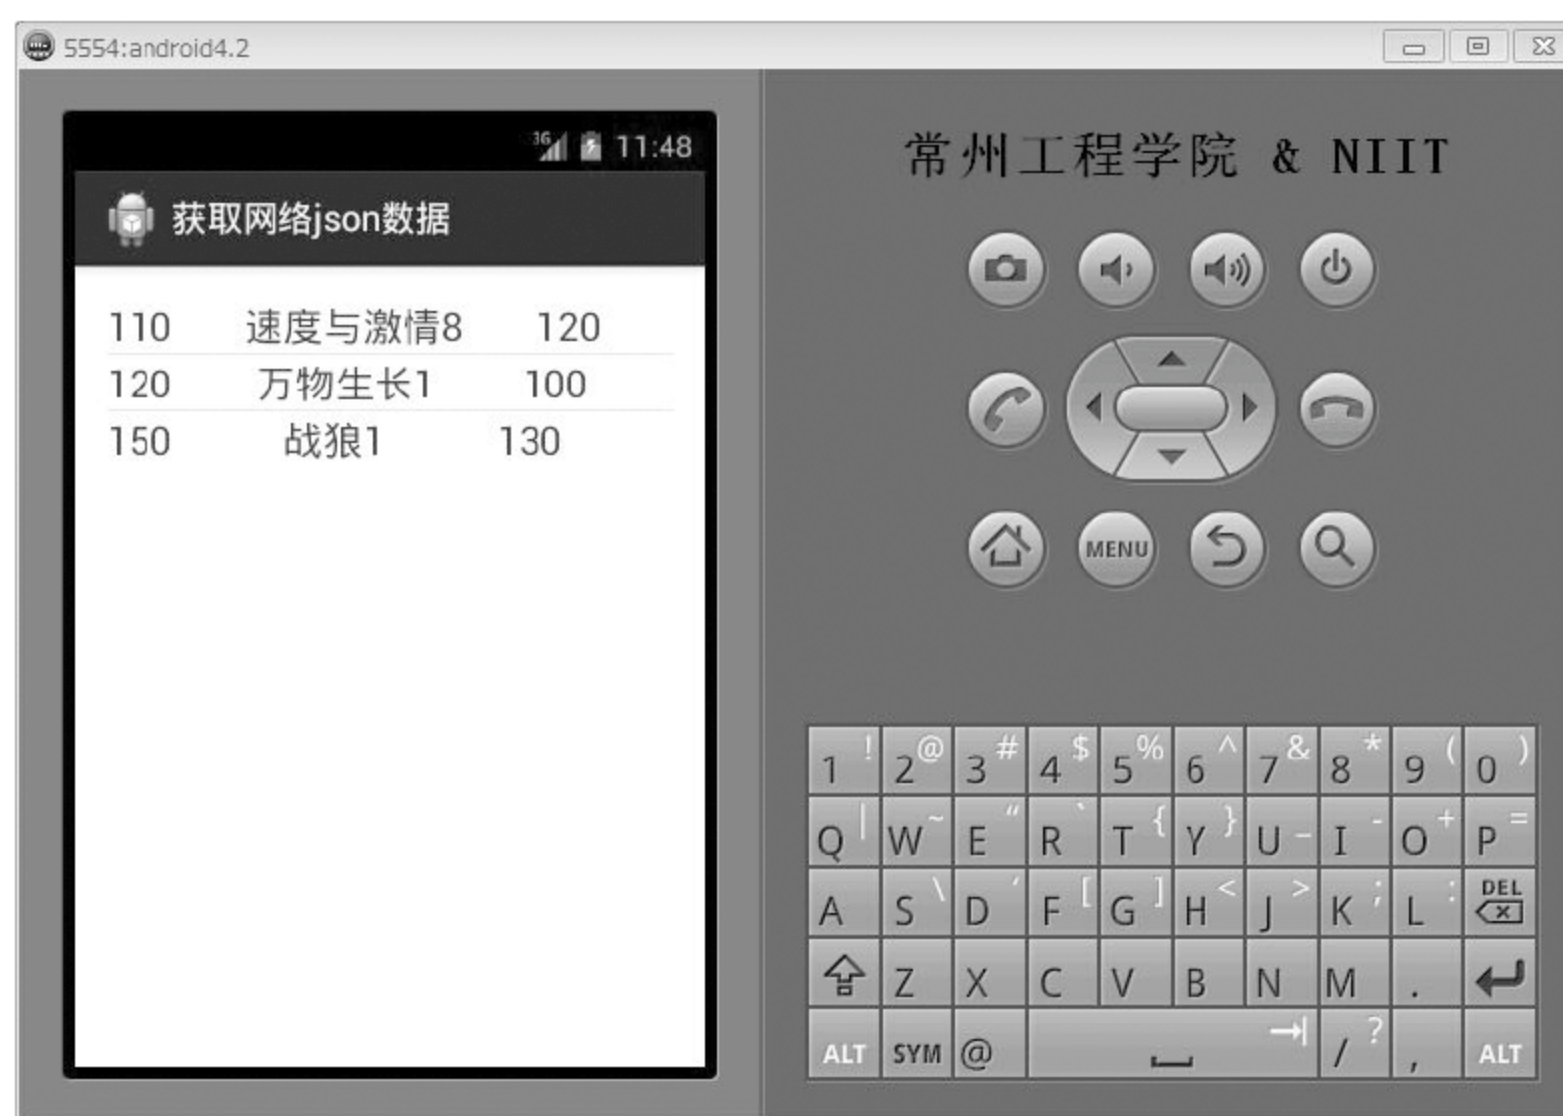 5554:android4.2
3G 11:48
获取网络json数据
110 速度与激情8 120
120 万物生长1 100
150 战狼1 130
常州工程学院 & NIIT
MENU
1 ! 2 @ 3 # 4 $ 5 % 6 ^ 7 & 8 * 9 ( 0 )
Q | W ~ E “ R ` T { Y } U _ I - O + P =
A S \ D ‘ F [ G ] H < J > K ; L : DEL
Z X C V B N M .
ALT SYM @ / ? , ALT